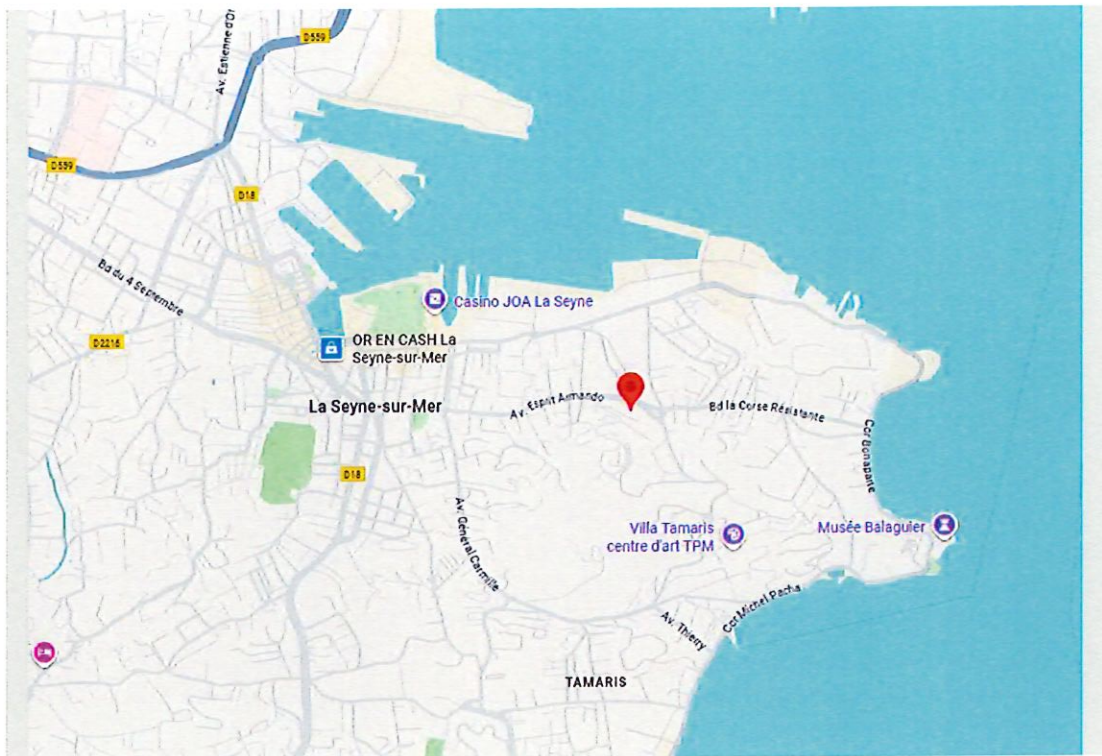 D559
Av. Estienne d'Or
D559
D18
Bd du 4 Septembre
Casino JOA La Seyne
D2216
OR EN CASH La
Seyne-sur-Mer
La Seyne-sur-Mer
Av. Esprit Armando
Bd la Corse Résistante
Cor Bonaparte
D18
Av. Général Carmille
Villa Tamaris
centre d'art TPM
Musée Balaguier
Cor Michel Pacha
Av. Thierry
TAMARIS